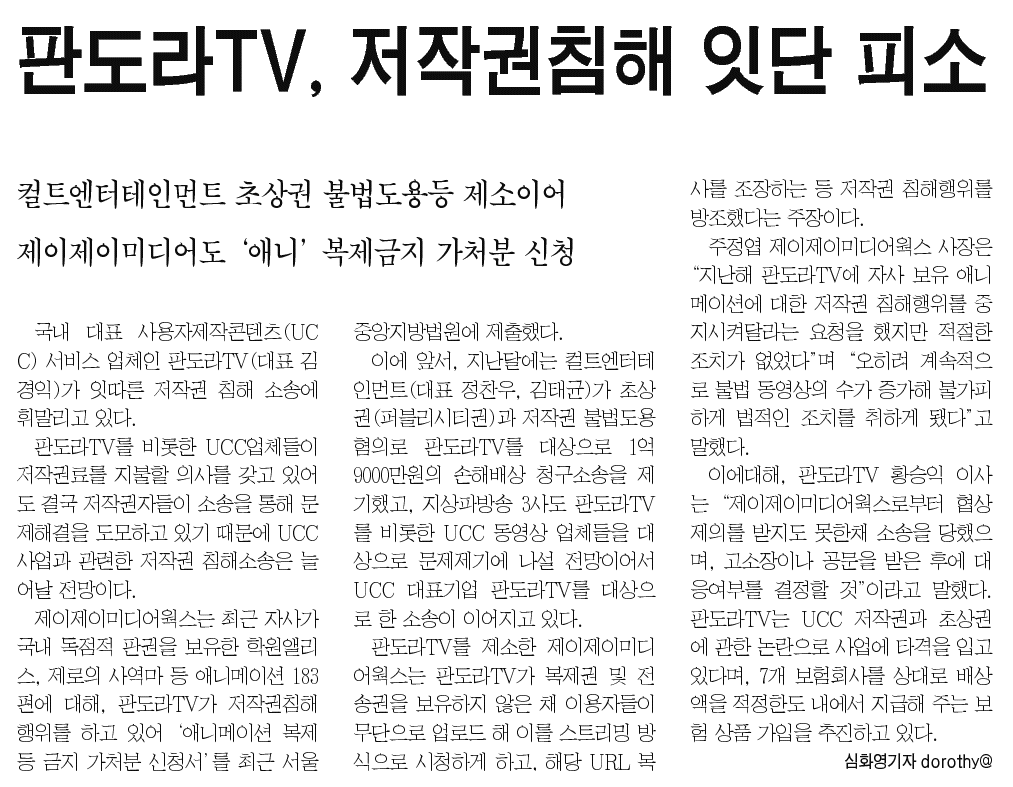 판도라TV, 저작권침해 잇단 피소
컬트엔터테인먼트 초상권 불법도용등 제소이어
제이제이미디어도 ‘애니’ 복제금지 가처분 신청
국내 대표 사용자제작콘텐츠(UC
C) 서비스 업체인 판도라TV(대표 김
경익)가 잇따른 저작권 침해 소송에
휘말리고 있다.
판도라TV를 비롯한 UCC업체들이
저작권료를 지불할 의사를 갖고 있어
도 결국 저작권자들이 소송을 통해 문
제해결을 도모하고 있기 때문에 UCC
사업과 관련한 저작권 침해소송은 늘
어날 전망이다.
제이제이미디어웍스는 최근 자사가
국내 독점적 판권을 보유한 학원앨리
스, 제로의 사역마 등 애니메이션 183
편에 대해, 판도라TV가 저작권침해
행위를 하고 있어 ‘애니메이션 복제
등 금지 가처분 신청서’를 최근 서울
중앙지방법원에 제출했다.
이에 앞서, 지난달에는 컬트엔터테
인먼트(대표 정찬우, 김태균)가 초상
권(퍼블리시티권)과 저작권 불법도용
혐의로 판도라TV를 대상으로 1억
9000만원의 손해배상 청구소송을 제
기했고, 지상파방송 3사도 판도라TV
를 비롯한 UCC 동영상 업체들을 대
상으로 문제제기에 나설 전망이어서
UCC 대표기업 판도라TV를 대상으
로 한 소송이 이어지고 있다.
판도라TV를 제소한 제이제이미디
어웍스는 판도라TV가 복제권 및 전
송권을 보유하지 않은 채 이용자들이
무단으로 업로드 해 이를 스트리밍 방
식으로 시청하게 하고, 해당 URL 복
사를 조장하는 등 저작권 침해행위를
방조했다는 주장이다.
주정엽 제이제이미디어웍스 사장은
“지난해 판도라TV에 자사 보유 애니
메이션에 대한 저작권 침해행위를 중
지시켜달라는 요청을 했지만 적절한
조치가 없었다”며 “오히려 계속적으
로 불법 동영상의 수가 증가해 불가피
하게 법적인 조치를 취하게 됐다”고
말했다.
이에대해, 판도라TV 황승익 이사
는 “제이제이미디어웍스로부터 협상
제의를 받지도 못한채 소송을 당했으
며, 고소장이나 공문을 받은 후에 대
응여부를 결정할 것”이라고 말했다.
판도라TV는 UCC 저작권과 초상권
에 관한 논란으로 사업에 타격을 입고
있다며, 7개 보험회사를 상대로 배상
액을 적정한도 내에서 지급해 주는 보
험 상품 가입을 추진하고 있다.
심화영기자 dorothy@